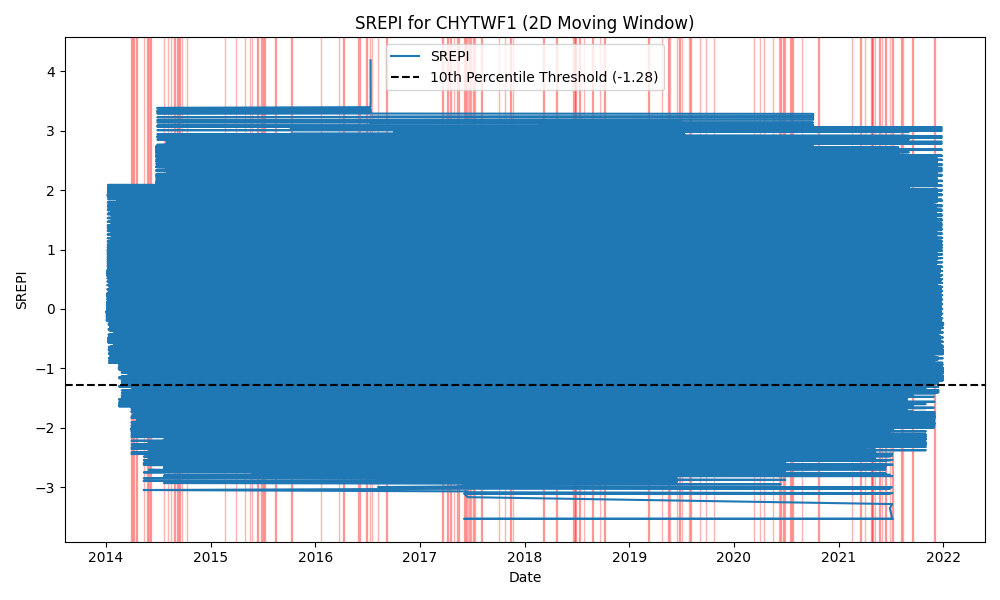 SREPI for CHYTWF1 (2D Moving Window)
SREPI
10th Percentile Threshold (-1.28)
SREPI
4
3
2
1
0
−1
−2
−3
2014 2015 2016 2017 2018 2019 2020 2021 2022
Date